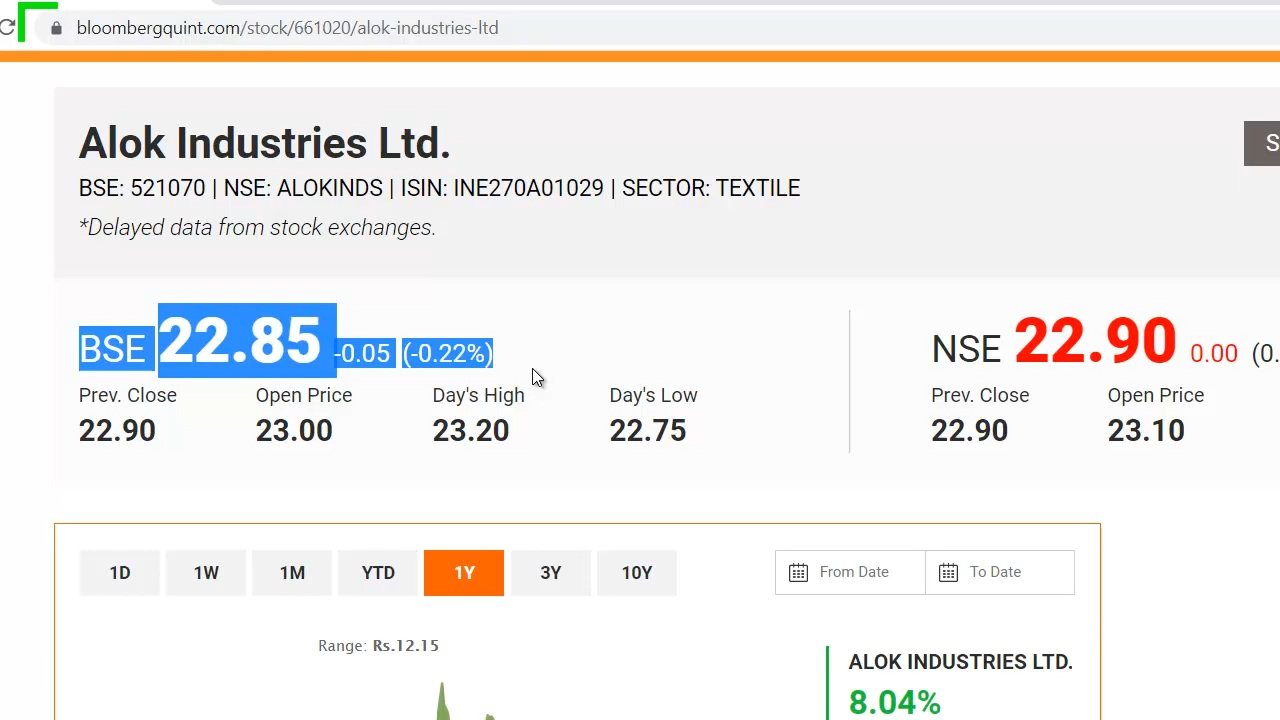 bloombergquint.com/stock/661020/alok-industries-ltd
Alok Industries Ltd.
S
BSE: 521070 | NSE: ALOKINDS | ISIN: INE270A01029 | SECTOR: TEXTILE
*Delayed data from stock exchanges.
BSE 22.85 -0.05 (-0.22%)
Prev. Close Open Price Day's High Day's Low
22.90 23.00 23.20 22.75
NSE 22.90 0.00 (0.
Prev. Close Open Price
22.90 23.10
1D 1W 1M YTD 1Y 3Y 10Y
From Date To Date
Range: Rs.12.15
ALOK INDUSTRIES LTD.
8.04%